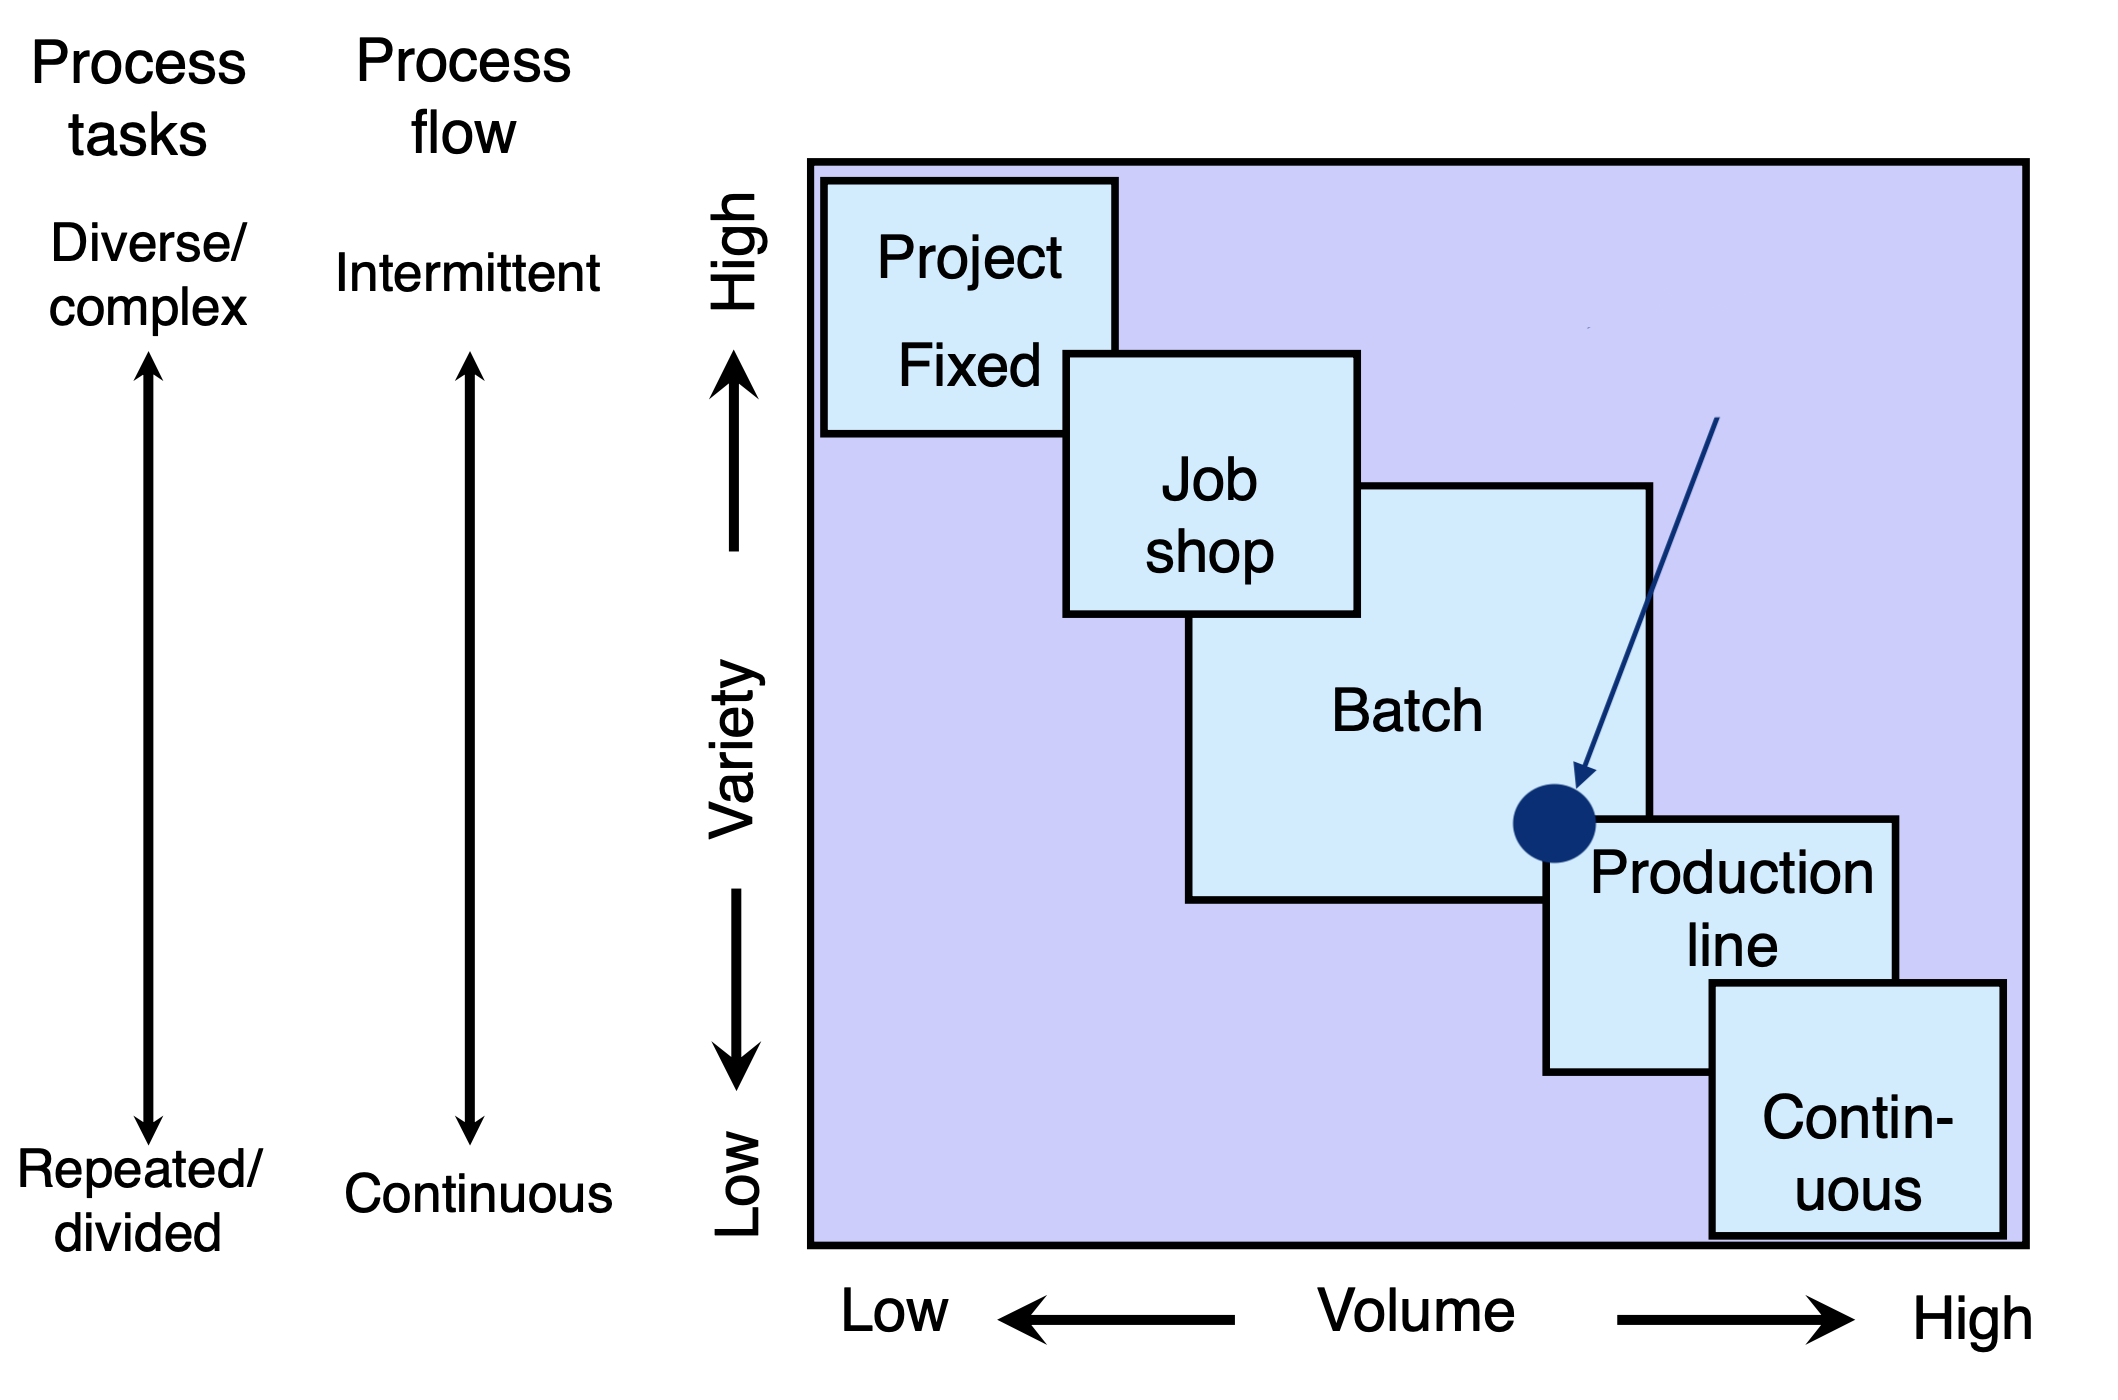 Process
tasks
Process
flow
Diverse/
complex
Intermittent
High
Project
Fixed
Job
shop
Variety
Batch
Production
line
Repeated/
divided
Continuous
Low
Contin-
uous
Low
Volume
High